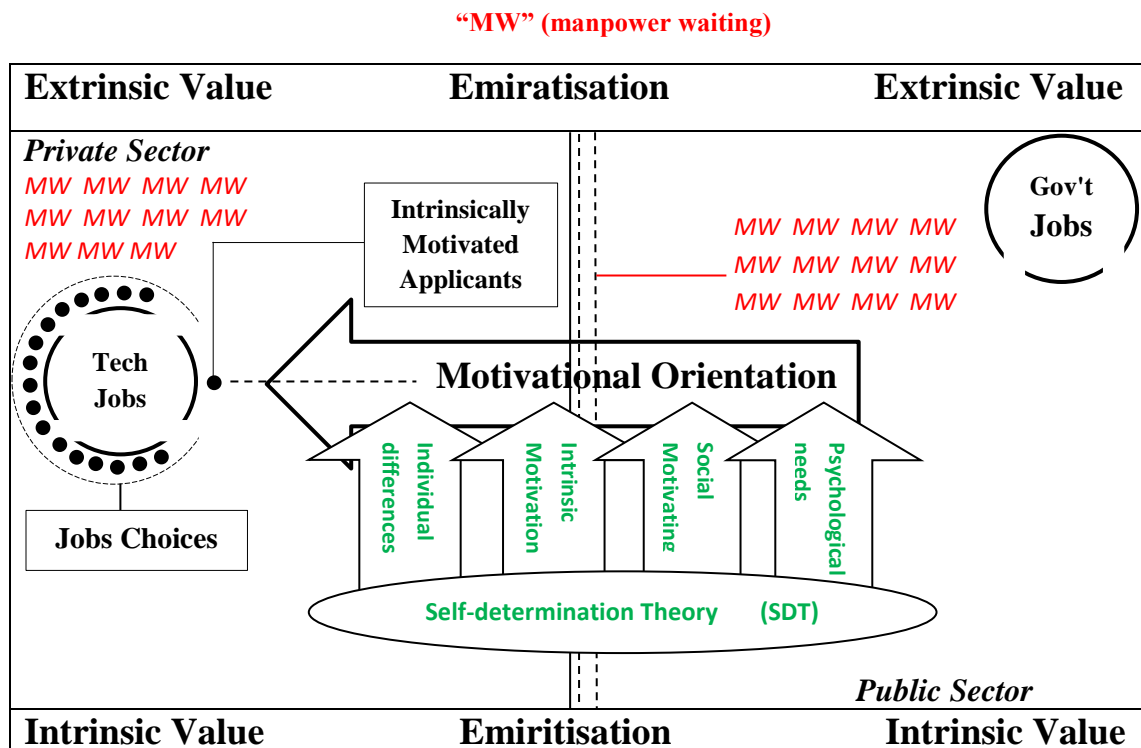 “MW” (manpower waiting)
Extrinsic Value Emiratisation Extrinsic Value
Private Sector
MW MW MW MW
MW MW MW MW
MW MW MW
Intrinsically
Motivated
Applicants
MW MW MW MW
MW MW MW MW
MW MW MW MW
Gov't
Jobs
Tech
Jobs
Motivational Orientation
Individual
differences
Intrinsic
Motivation
Social
Motivating
Psychological
needs
Jobs Choices
Self-determination Theory (SDT)
Public Sector
Intrinsic Value Emiritisation Intrinsic Value